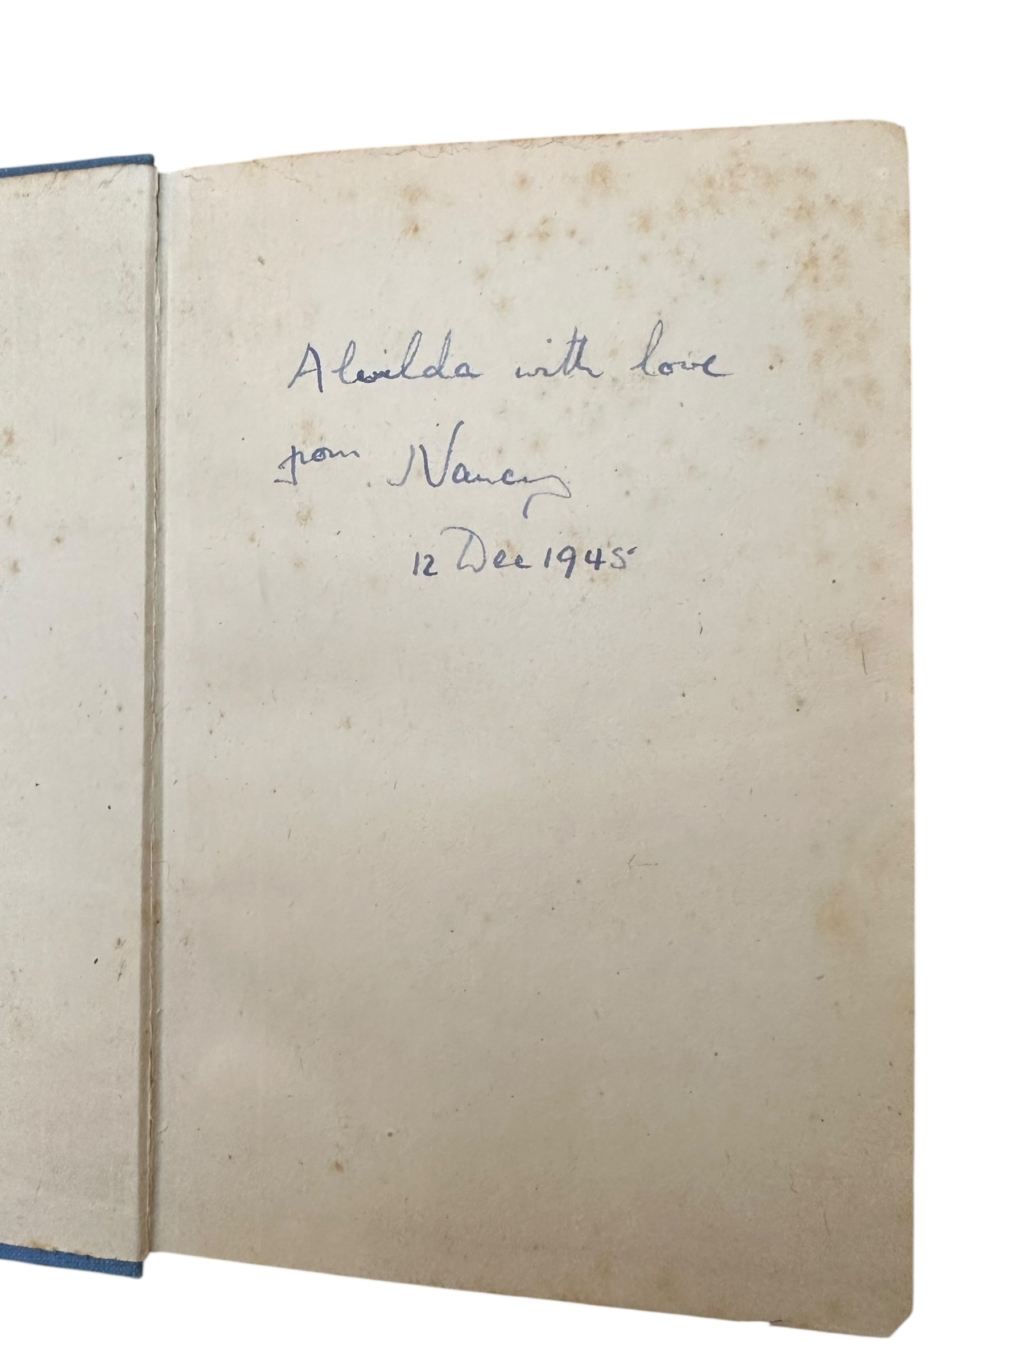 Alwilda with love
from Nancy
12 Dec 1945